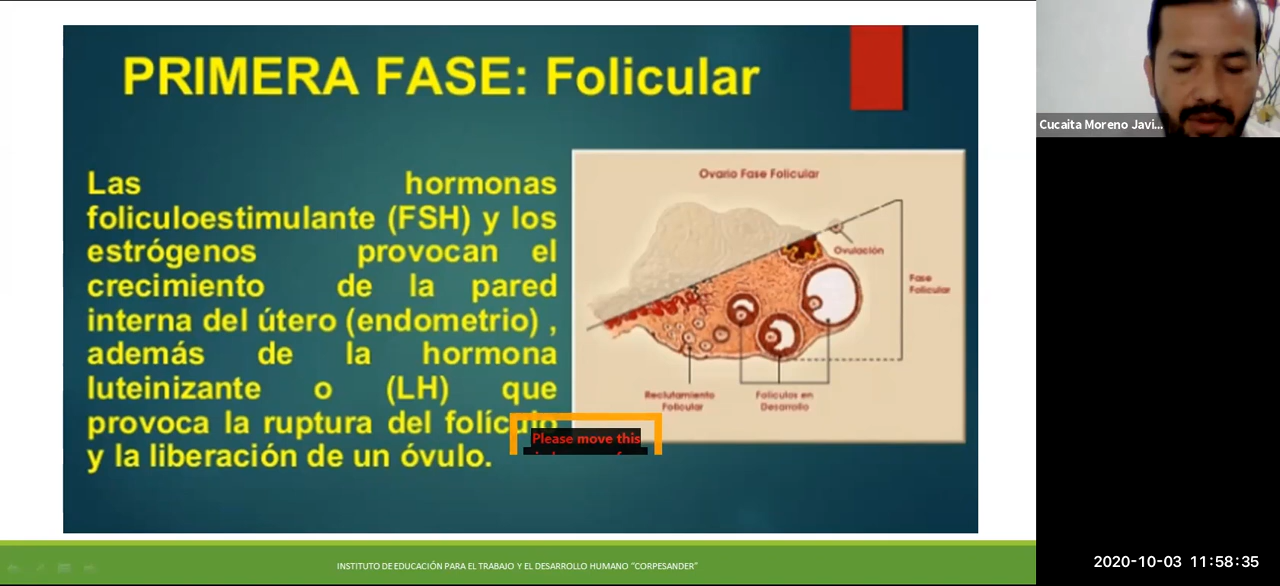 PRIMERA FASE: Folicular
Las hormonas
foliculoestimulante (FSH) y los
estrógenos provocan el
crecimiento de la pared
interna del útero (endometrio) ,
además de la hormona
luteinizante o (LH) que
provoca la ruptura del folículo
y la liberación de un óvulo.
Ovario Fase Folicular
Ovulación
Fase
Folicular
Reclutamiento
Folicular
Folículos en
Desarrollo
Please move this
INSTITUTO DE EDUCACIÓN PARA EL TRABAJO Y EL DESARROLLO HUMANO “CORPESANDER”
Cucaita Moreno Javi...
2020-10-03 11:58:35